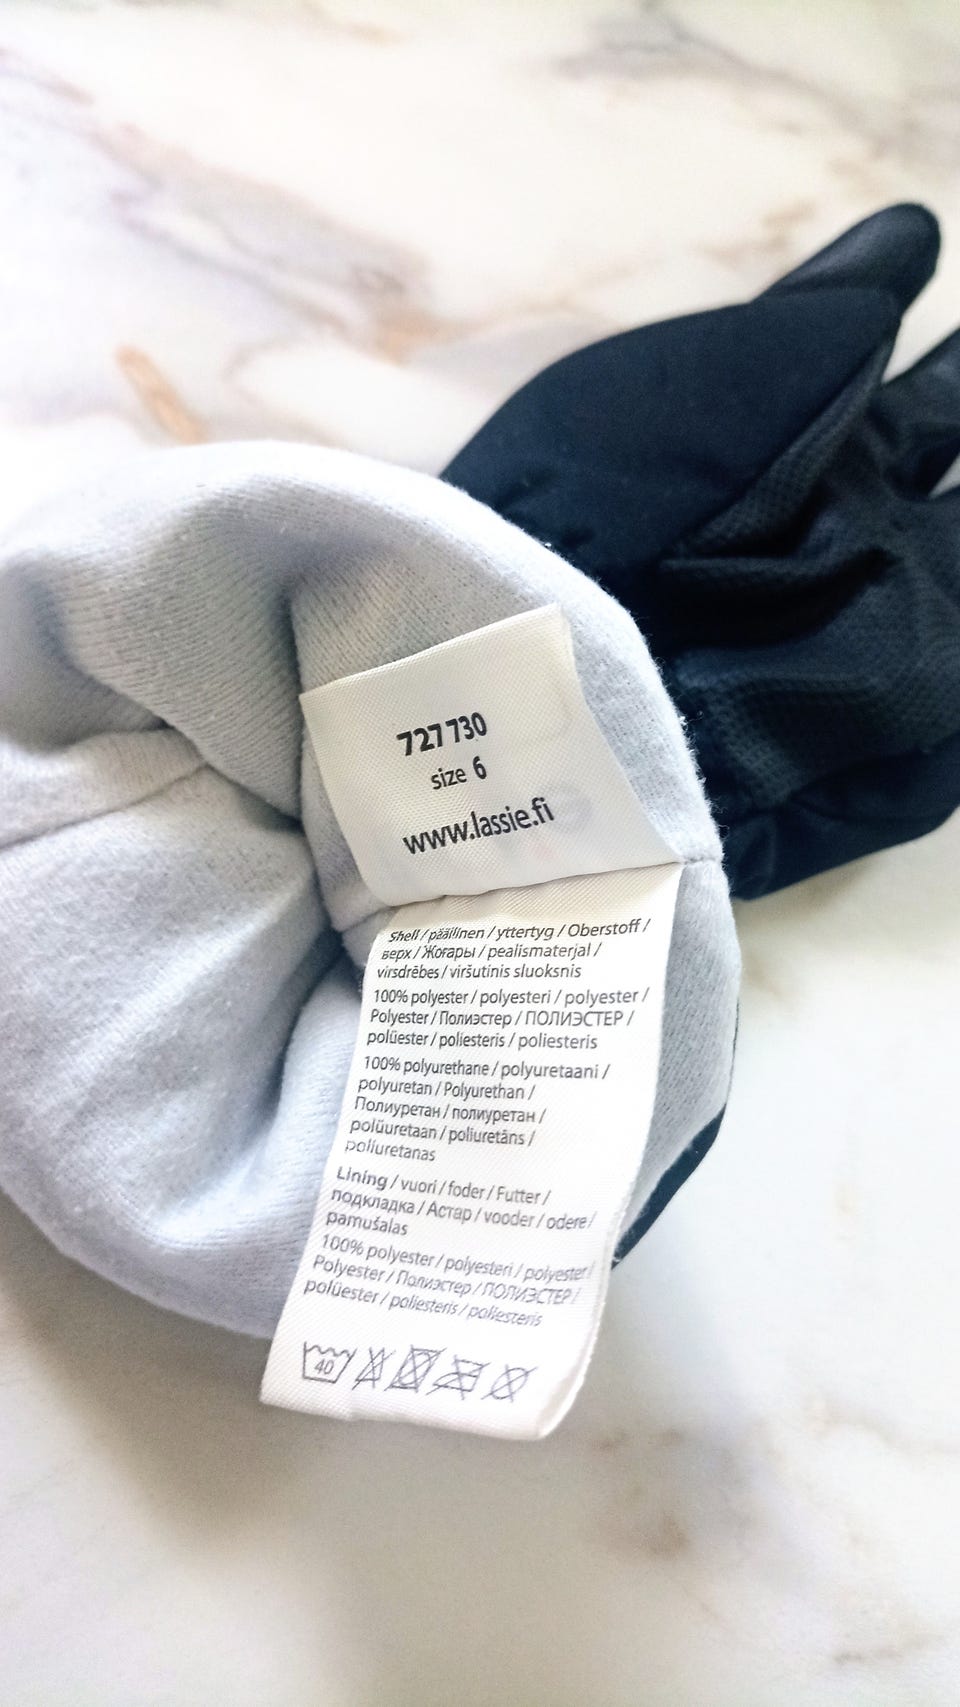 727 730
size 6
www.lassie.fi
Shell / päällinen / yttertyg / Oberstoff /
верх / Жоғары / pealismaterjal /
virsdrēbes / viršutinis sluoksnis
100% polyester / polyesteri / polyester /
Polyester / Полиэстер / ПОЛИЭСТЕР /
polüester / poliesteris / poliesteris
100% polyurethane / polyuretaani /
polyuretan / Polyurethan /
Полиуретан / полиуретан /
polüuretaan / poliuretāns /
poliuretanas
Lining / vuori / foder / Futter /
подкладка / Астар / vooder / odere /
pamušalas
100% polyester / polyesteri / polyester /
Polyester / Полиэстер / ПОЛИЭСТЕР /
polüester / poliesteris / poliesteris
40